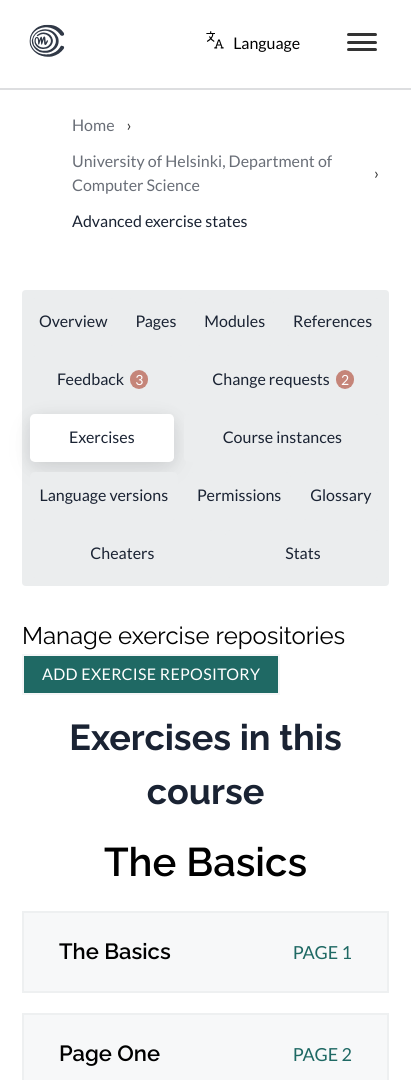 Language
Home ›
University of Helsinki, Department of
Computer Science ›
Advanced exercise states
Overview Pages Modules References
Feedback 3 Change requests 2
Exercises Course instances
Language versions Permissions Glossary
Cheaters Stats
Manage exercise repositories
ADD EXERCISE REPOSITORY
Exercises in this
course
The Basics
The Basics PAGE 1
Page One PAGE 2